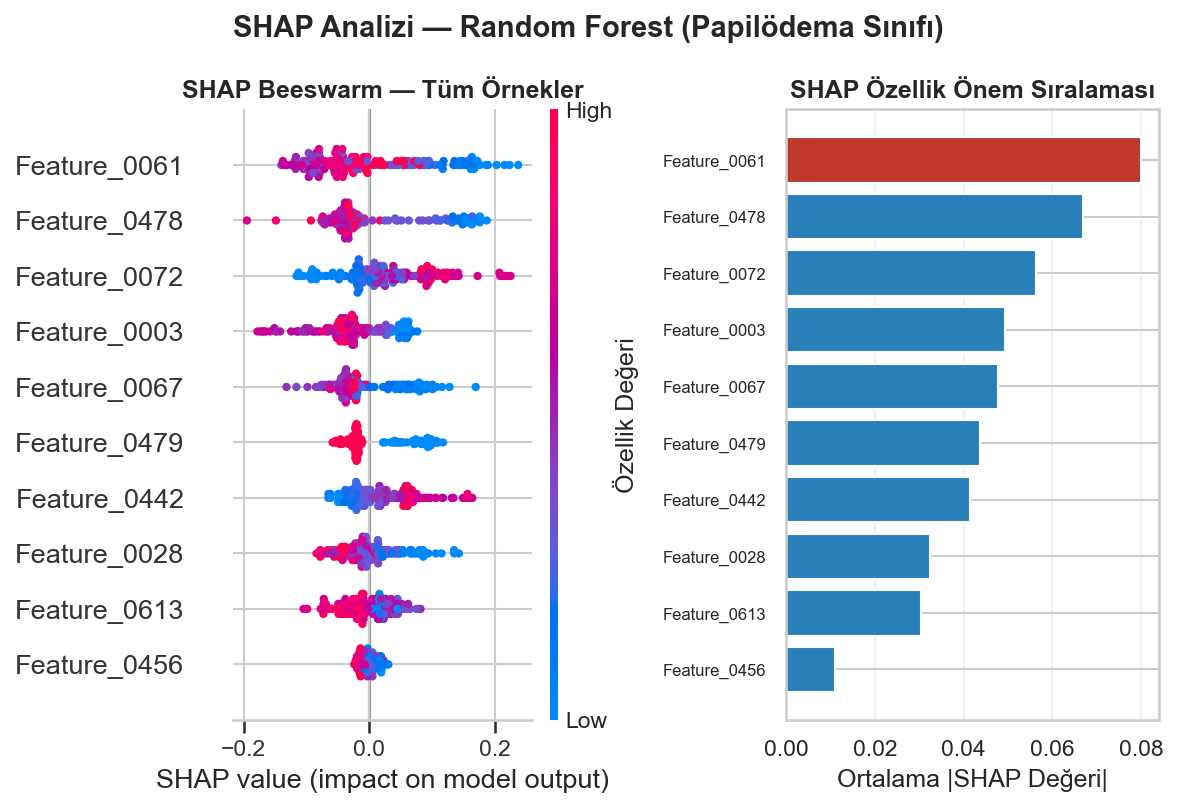 SHAP Analizi — Random Forest (Papilödema Sınıfı)
SHAP Beeswarm — Tüm Örnekler
High
Feature_0061
Feature_0478
Feature_0072
Feature_0003
Feature_0067
Feature_0479
Feature_0442
Feature_0028
Feature_0613
Feature_0456
Low
−0.2 0.0 0.2
SHAP value (impact on model output)
Özellik Değeri
SHAP Özellik Önem Sıralaması
Feature_0061
Feature_0478
Feature_0072
Feature_0003
Feature_0067
Feature_0479
Feature_0442
Feature_0028
Feature_0613
Feature_0456
0.00 0.02 0.04 0.06 0.08
Ortalama |SHAP Değeri|